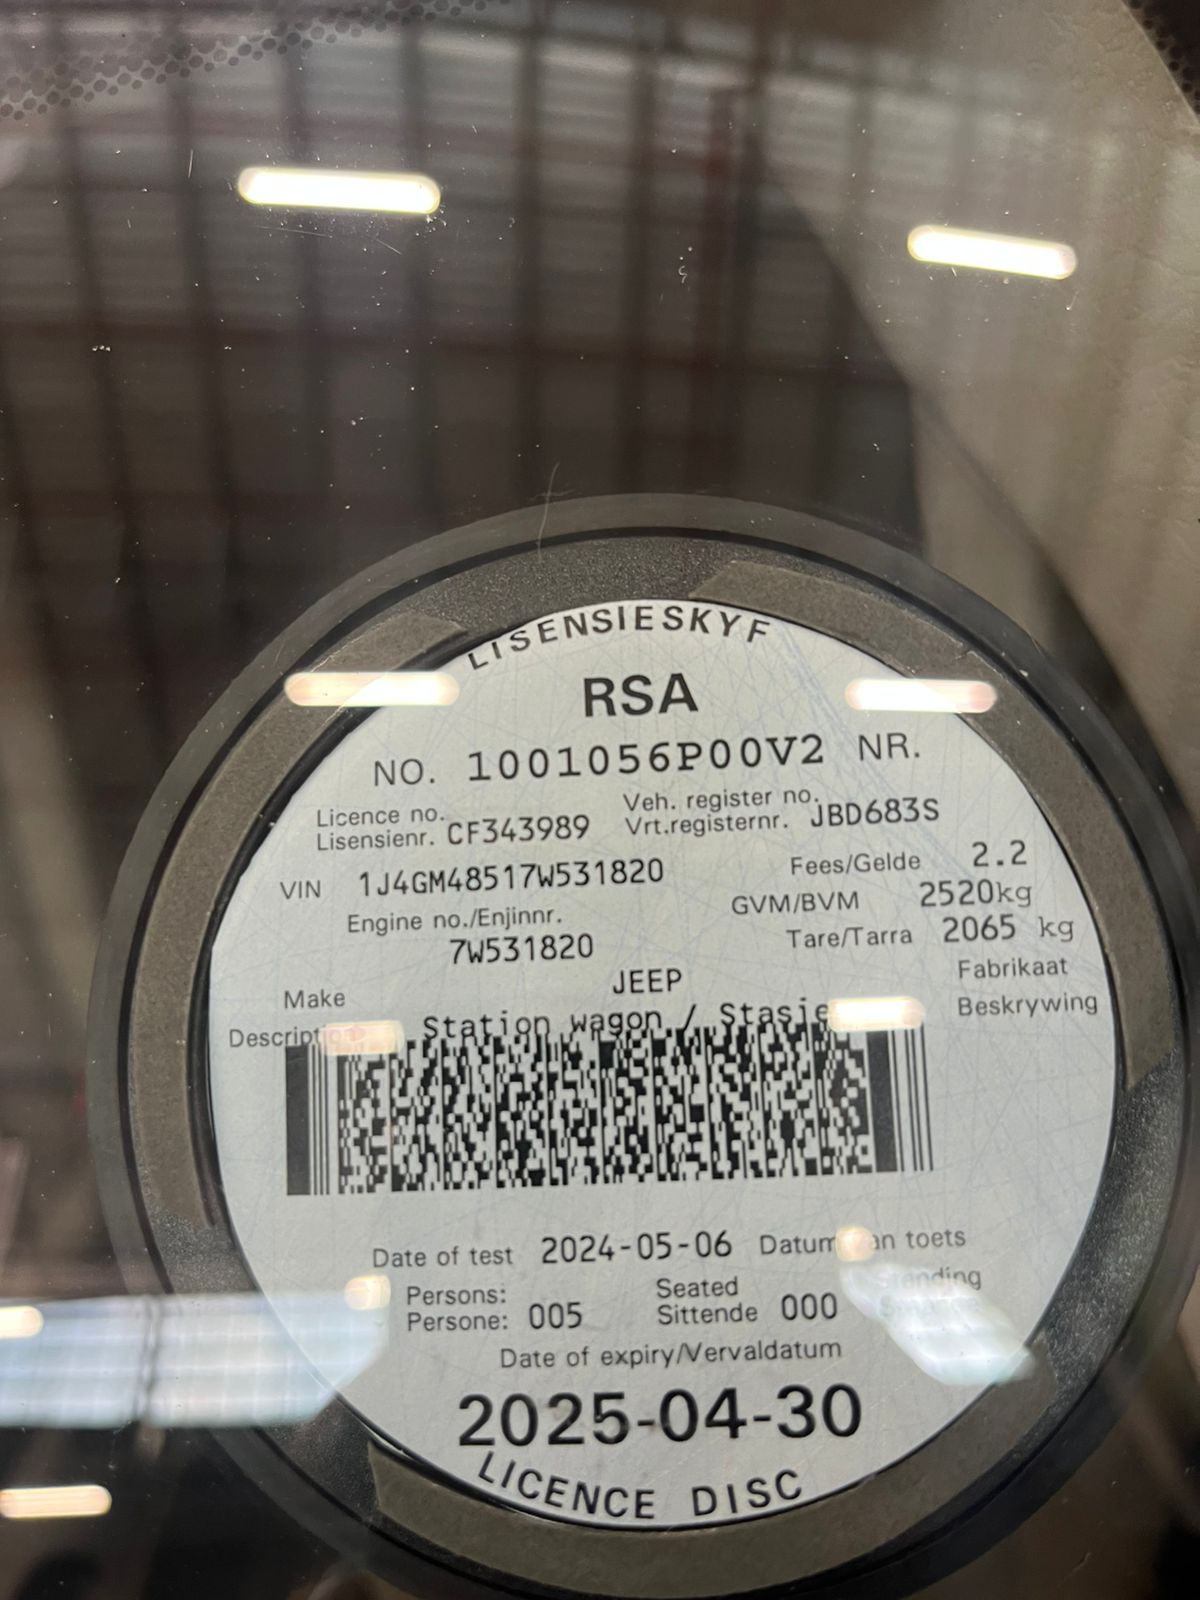 LISENSIESKYF
RSA
NO. 1001056P00V2 NR.
Licence no. Veh. register no.
Lisensienr. CF343989 Vrt.registernr. JBD683S
VIN 1J4GM48517W531820 Fees/Gelde 2.2
Engine no./Enjinnr. GVM/BVM 2520kg
7W531820 Tare/Tarra 2065 kg
Make JEEP Fabrikaat
Station wagon / Stasie Beskrywing
Date of test 2024-05-06 Datum van toets
Persons: Seated
Persone: 005 Sittende 000
Date of expiry/Vervaldatum
2025-04-30
LICENCE DISC